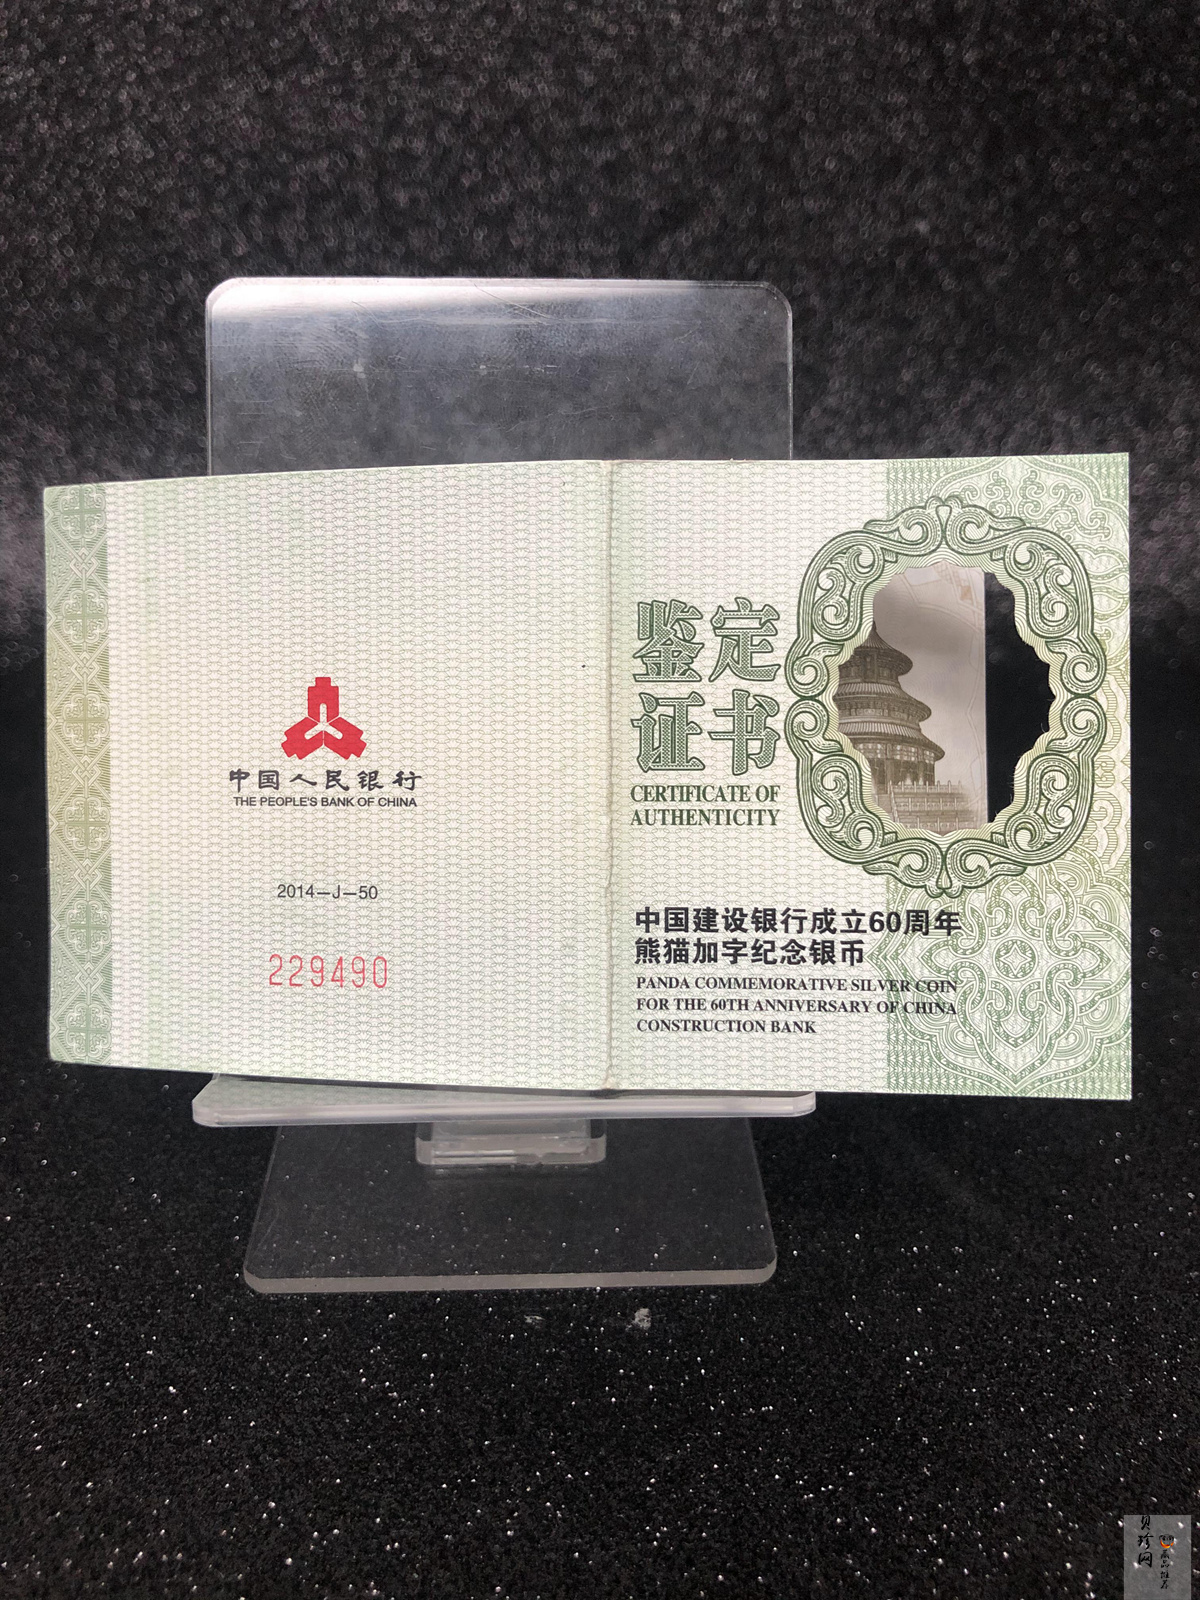 中国人民银行
THE PEOPLE'S BANK OF CHINA
2014—J—50
229490
鉴定
证书
CERTIFICATE OF
AUTHENTICITY
中国建设银行成立60周年
熊猫加字纪念银币
PANDA COMMEMORATIVE SILVER COIN
FOR THE 60TH ANNIVERSARY OF CHINA
CONSTRUCTION BANK